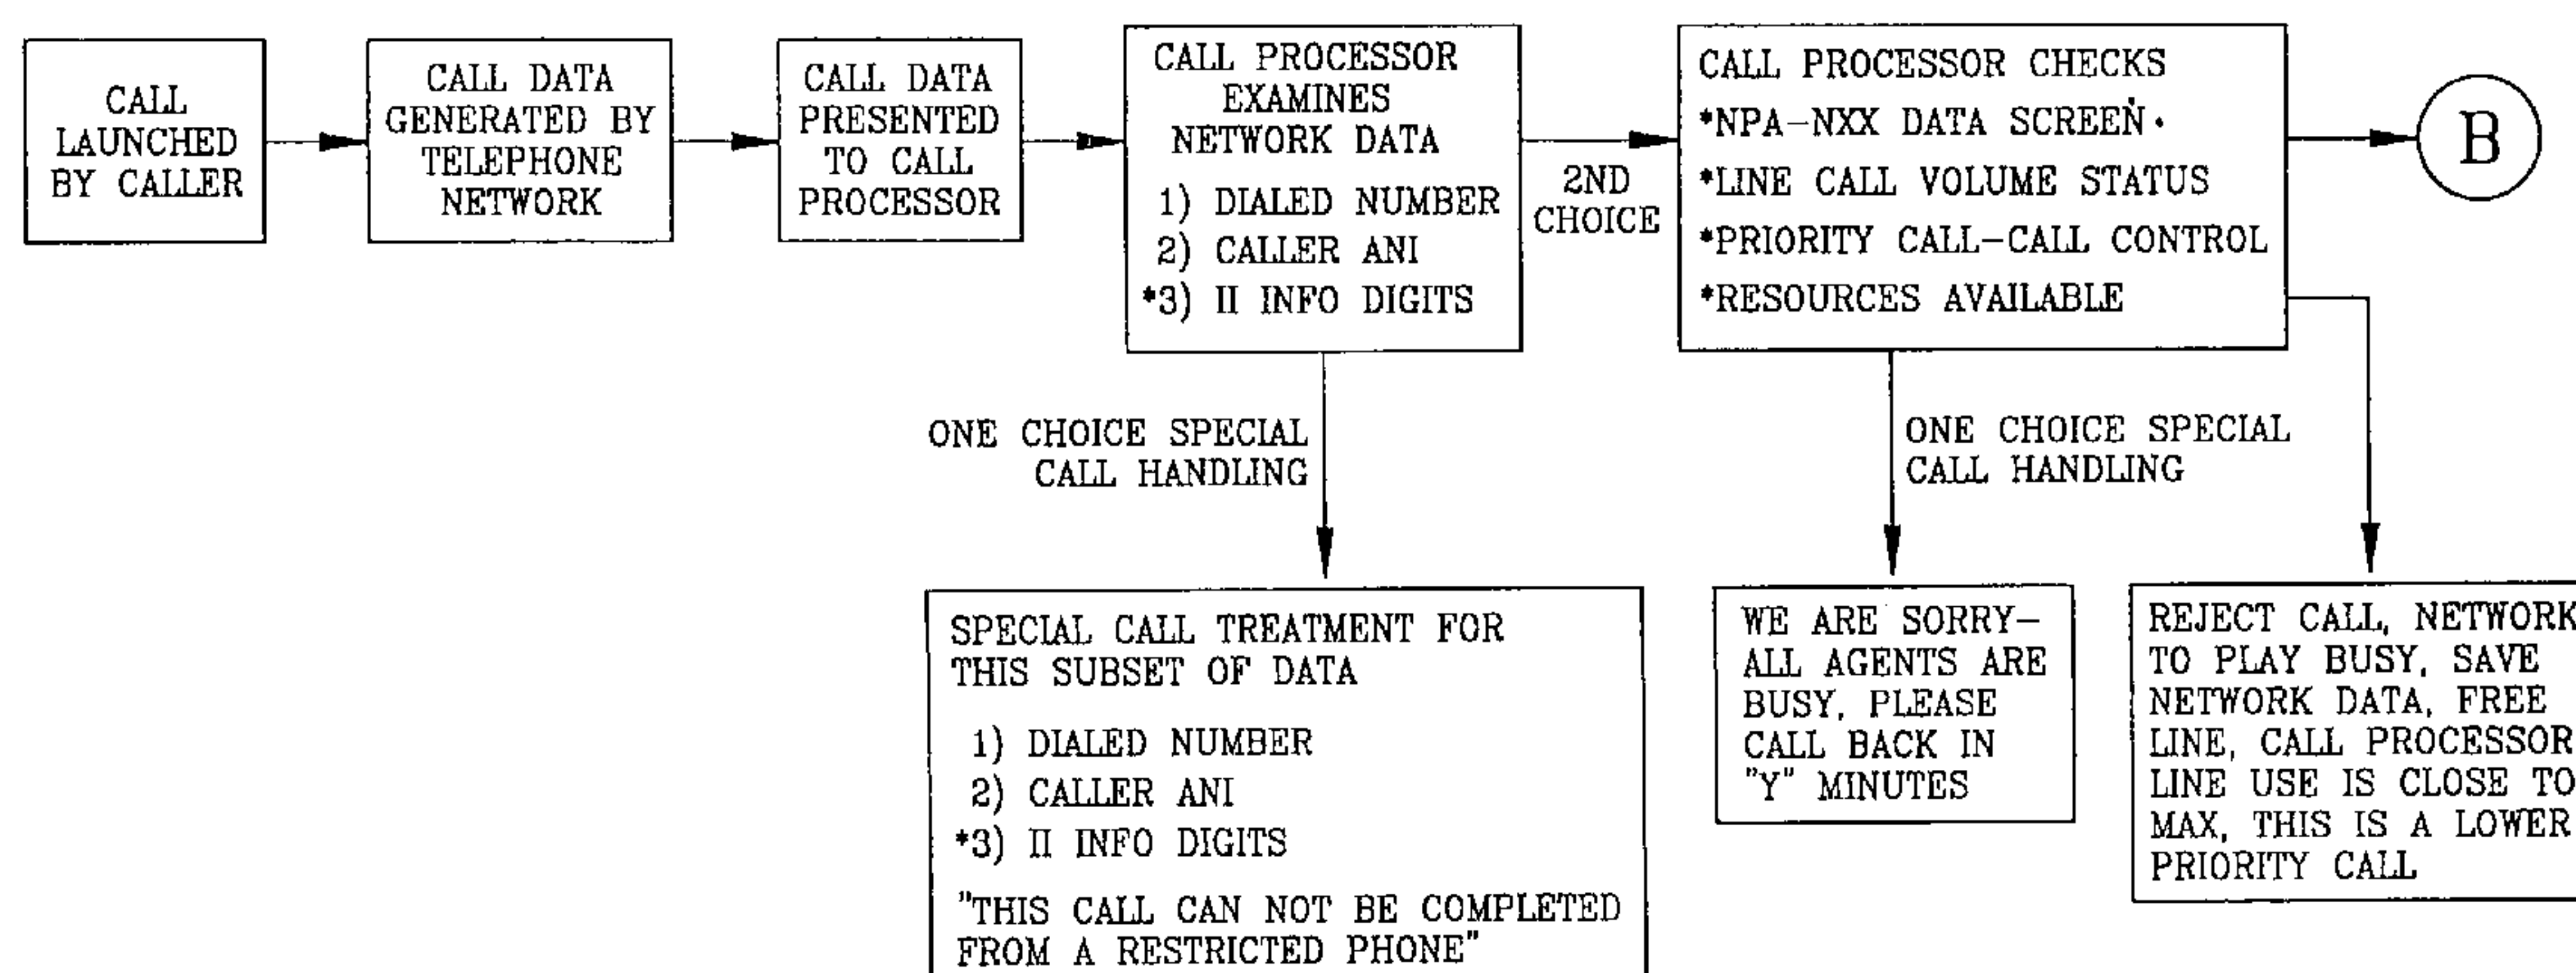 CALL
LAUNCHED
BY CALLER
CALL DATA
GENERATED BY
TELEPHONE
NETWORK
CALL DATA
PRESENTED
TO CALL
PROCESSOR
CALL PROCESSOR
EXAMINES
NETWORK DATA
1) DIALED NUMBER
2) CALLER ANI
*3) II INFO DIGITS
2ND
CHOICE
CALL PROCESSOR CHECKS
*NPA-NXX DATA SCREEN
*LINE CALL VOLUME STATUS
*PRIORITY CALL-CALL CONTROL
*RESOURCES AVAILABLE
B
ONE CHOICE SPECIAL
CALL HANDLING
ONE CHOICE SPECIAL
CALL HANDLING
SPECIAL CALL TREATMENT FOR
THIS SUBSET OF DATA
1) DIALED NUMBER
2) CALLER ANI
*3) II INFO DIGITS
"THIS CALL CAN NOT BE COMPLETED
FROM A RESTRICTED PHONE"
WE ARE SORRY-
ALL AGENTS ARE
BUSY, PLEASE
CALL BACK IN
"Y" MINUTES
REJECT CALL, NETWORK
TO PLAY BUSY, SAVE
NETWORK DATA, FREE
LINE, CALL PROCESSOR
LINE USE IS CLOSE TO
MAX, THIS IS A LOWER
PRIORITY CALL